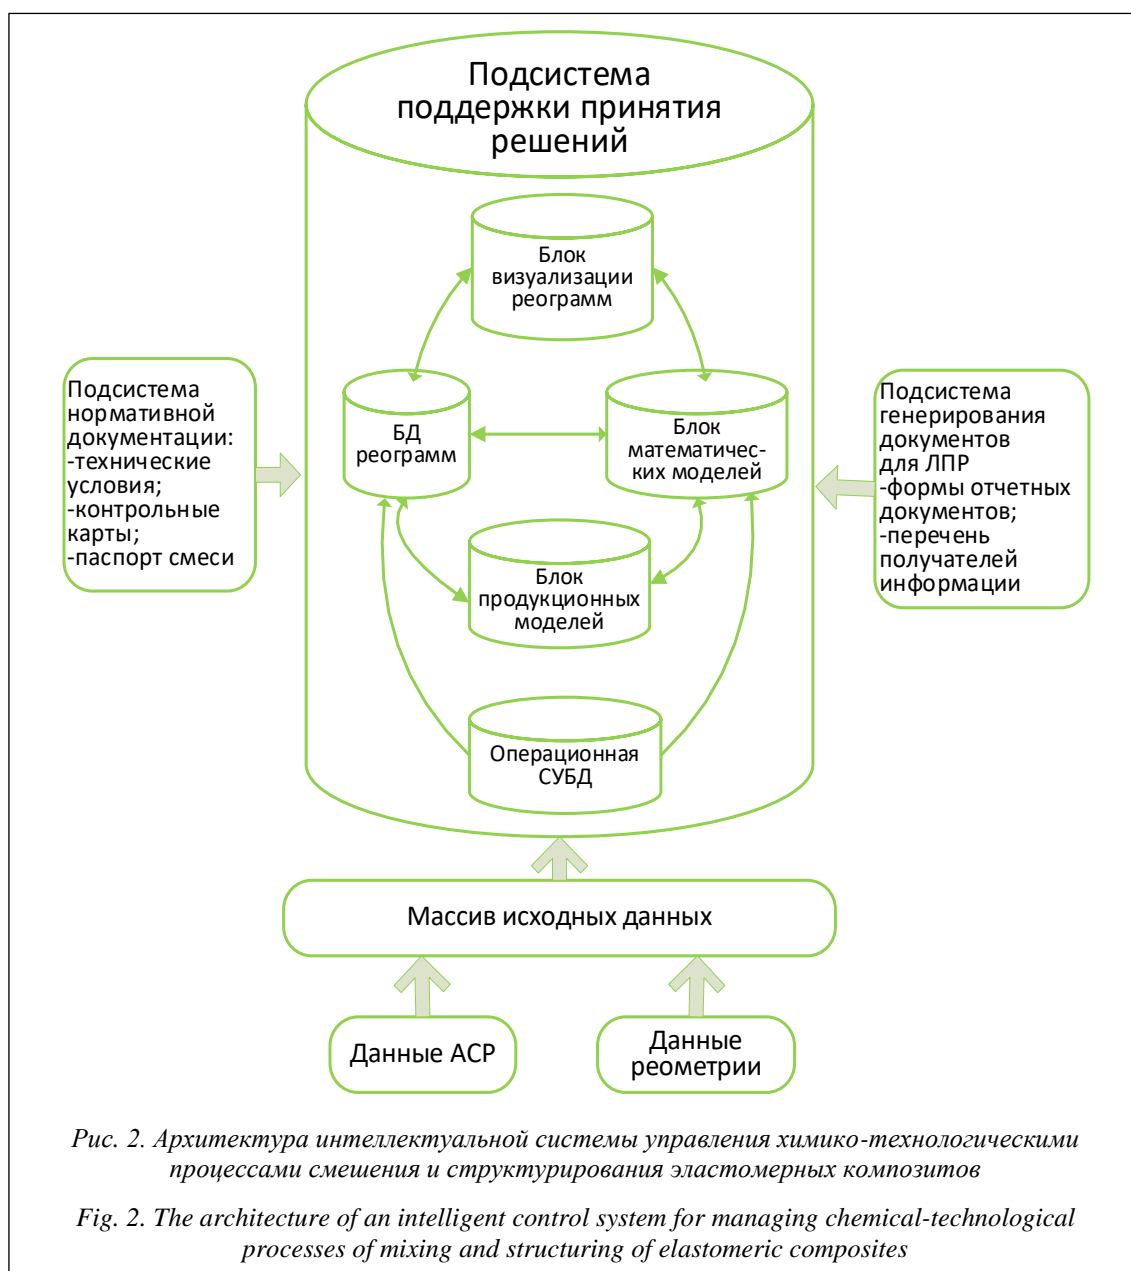 Подсистема
поддержки принятия
решений
Блок
визуализации
реограмм
Подсистема
нормативной
документации:
-технические
условия;
-контрольные
карты;
-паспорт смеси
БД
реограмм
Блок
математичес-
ких моделей
Подсистема
генерирования
документов
для ЛПР
-формы отчетных
документов;
-перечень
получателей
информации
Блок
продукционных
моделей
Операционная
СУБД
Массив исходных данных
Данные АСР
Данные
реометрии
Рис. 2. Архитектура интеллектуальной системы управления химико-технологическими
процессами смешения и структурирования эластомерных композитов
Fig. 2. The architecture of an intelligent control system for managing chemical-technological
processes of mixing and structuring of elastomeric composites